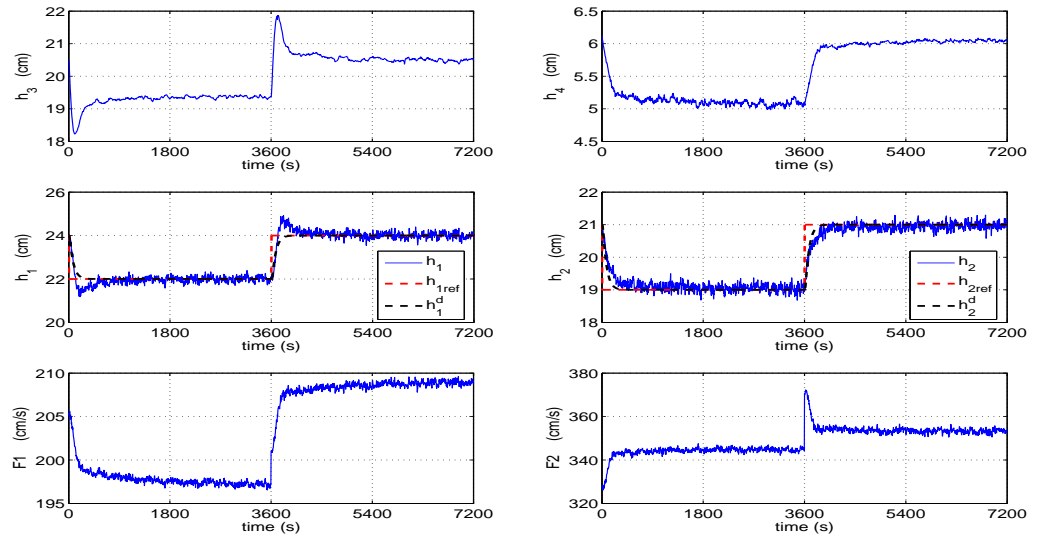 22
21
20
19
18
h3 (cm)
0 1800 3600 5400 7200
time (s)
6.5
6
5.5
5
4.5
h4 (cm)
0 1800 3600 5400 7200
time (s)
26
24
22
20
h1 (cm)
h1
h1ref
h1d
0 1800 3600 5400 7200
time (s)
22
21
20
19
18
h2 (cm)
h2
h2ref
h2d
0 1800 3600 5400 7200
time (s)
210
205
200
195
F1 (cm/s)
0 1800 3600 5400 7200
time (s)
380
360
340
320
F2 (cm/s)
0 1800 3600 5400 7200
time (s)